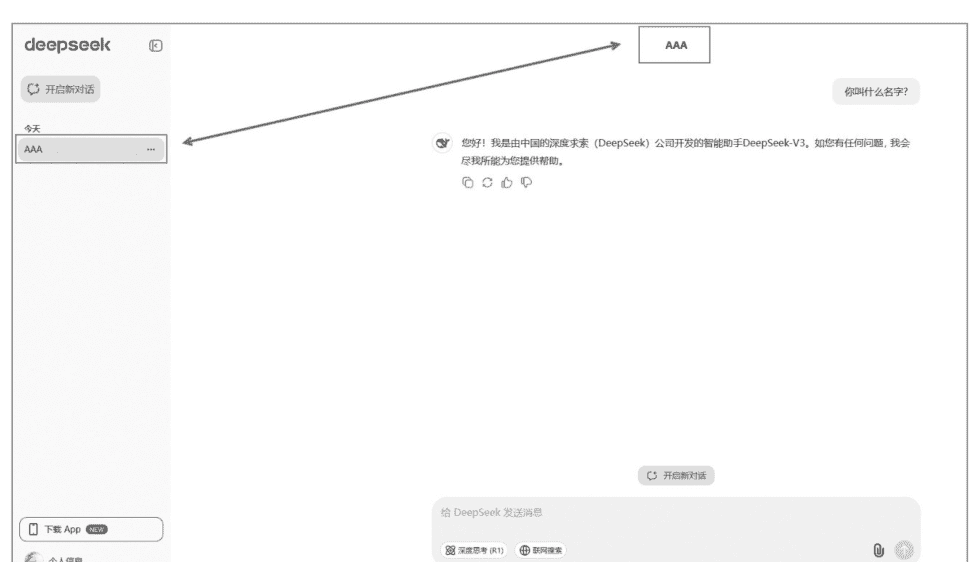 deepseek
AAA
开启新对话
你叫什么名字?
今天
AAA
...
您好！我是由中国的深度求索（DeepSeek）公司开发的智能助手DeepSeek-V3。如您有任何问题，我会
尽我所能为您提供帮助。
开启新对话
给 DeepSeek 发送消息
下载 App NEW
深度思考 (R1) 联网搜索
个人信息